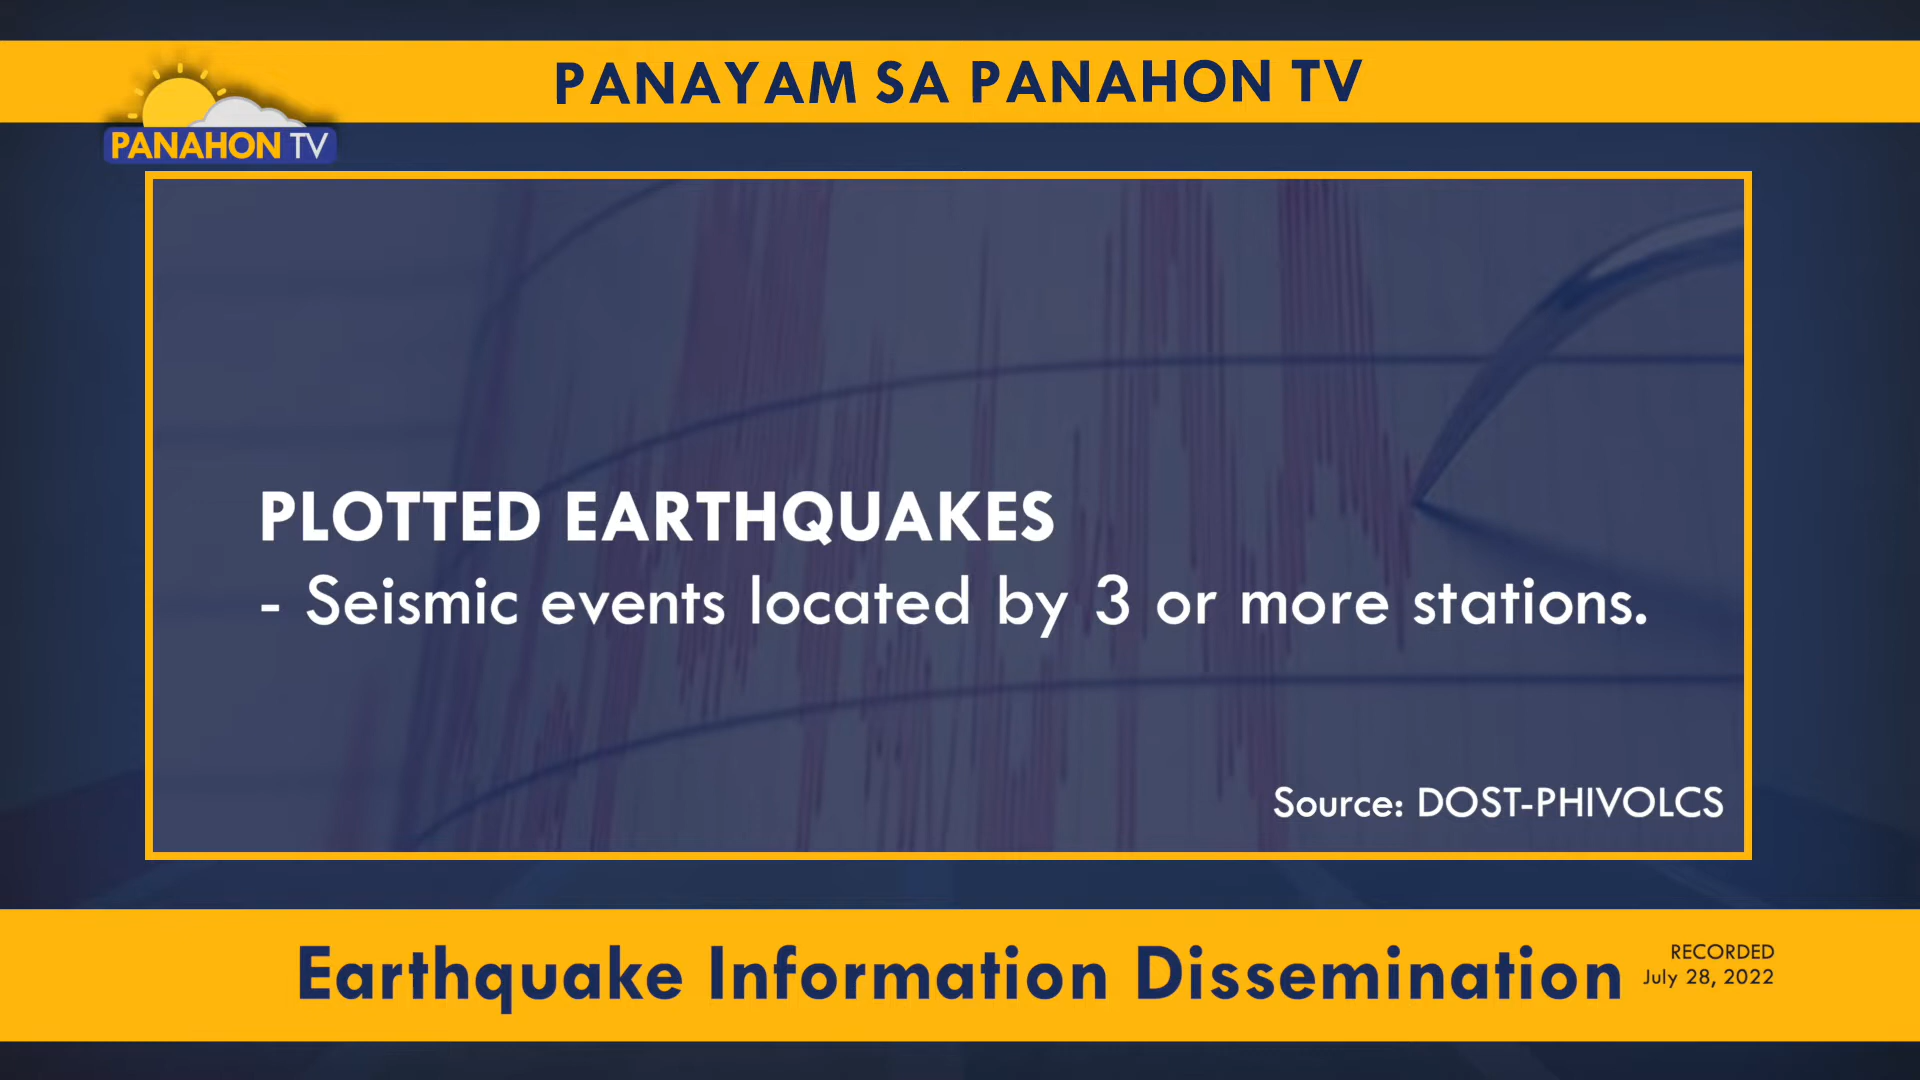 PANAYAM SA PANAHON TV
PANAHON TV
PLOTTED EARTHQUAKES
- Seismic events located by 3 or more stations.
Source: DOST-PHIVOLCS
Earthquake Information Dissemination
RECORDED
July 28, 2022